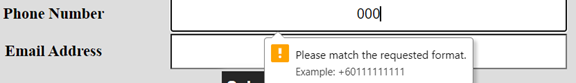 Phone Number
000
Email Address
Please match the requested format.
Example: +60111111111